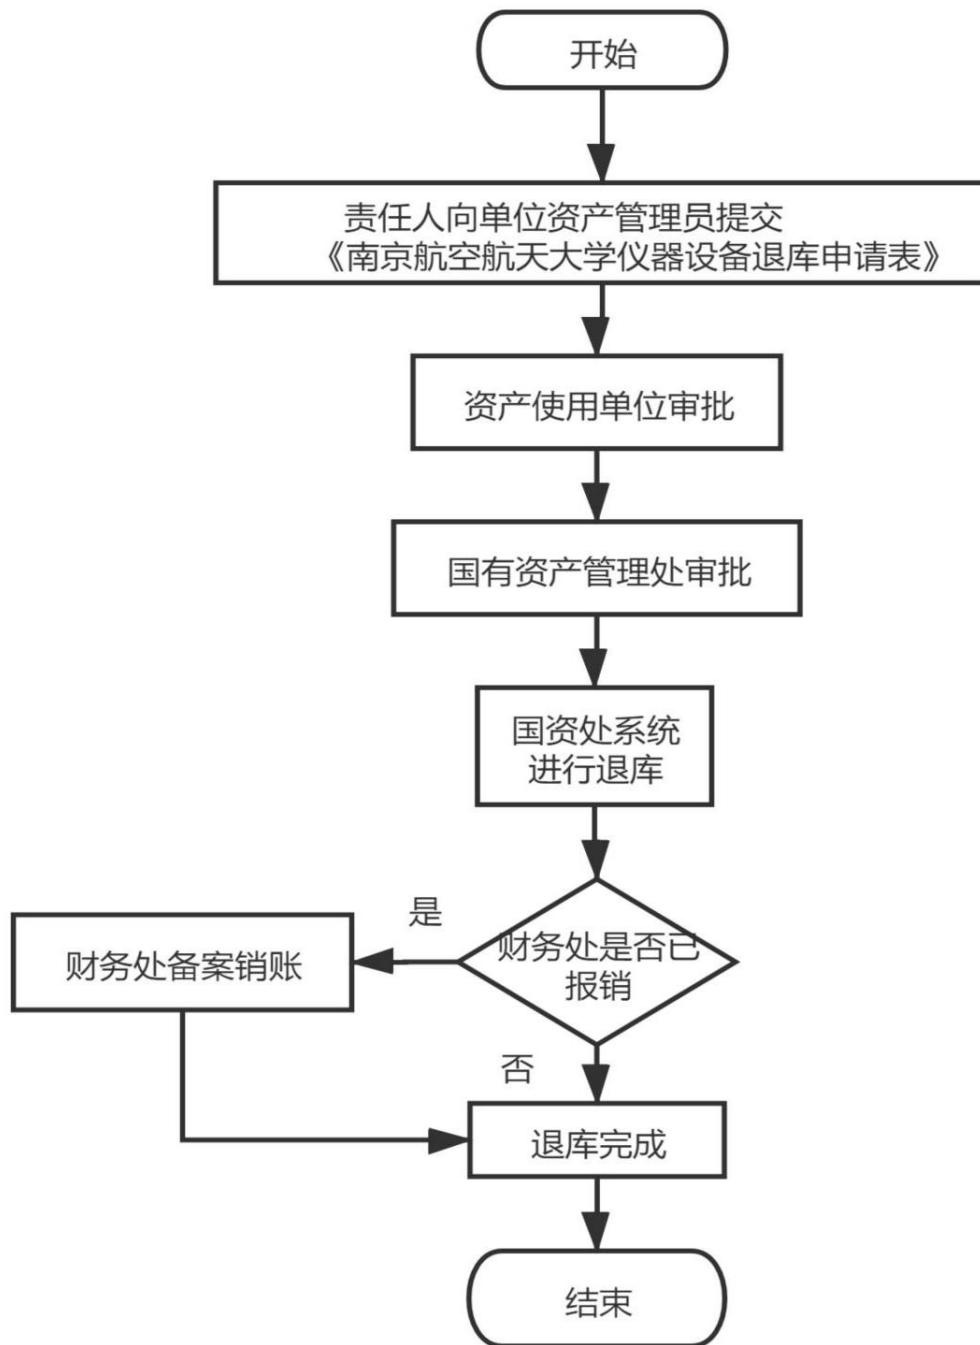 开始
责任人向单位资产管理员提交
《南京航空航天大学仪器设备退库申请表》
资产使用单位审批
国有资产管理处审批
国资处系统
进行退库
是
财务处是否已
报销
财务处备案销账
否
退库完成
结束